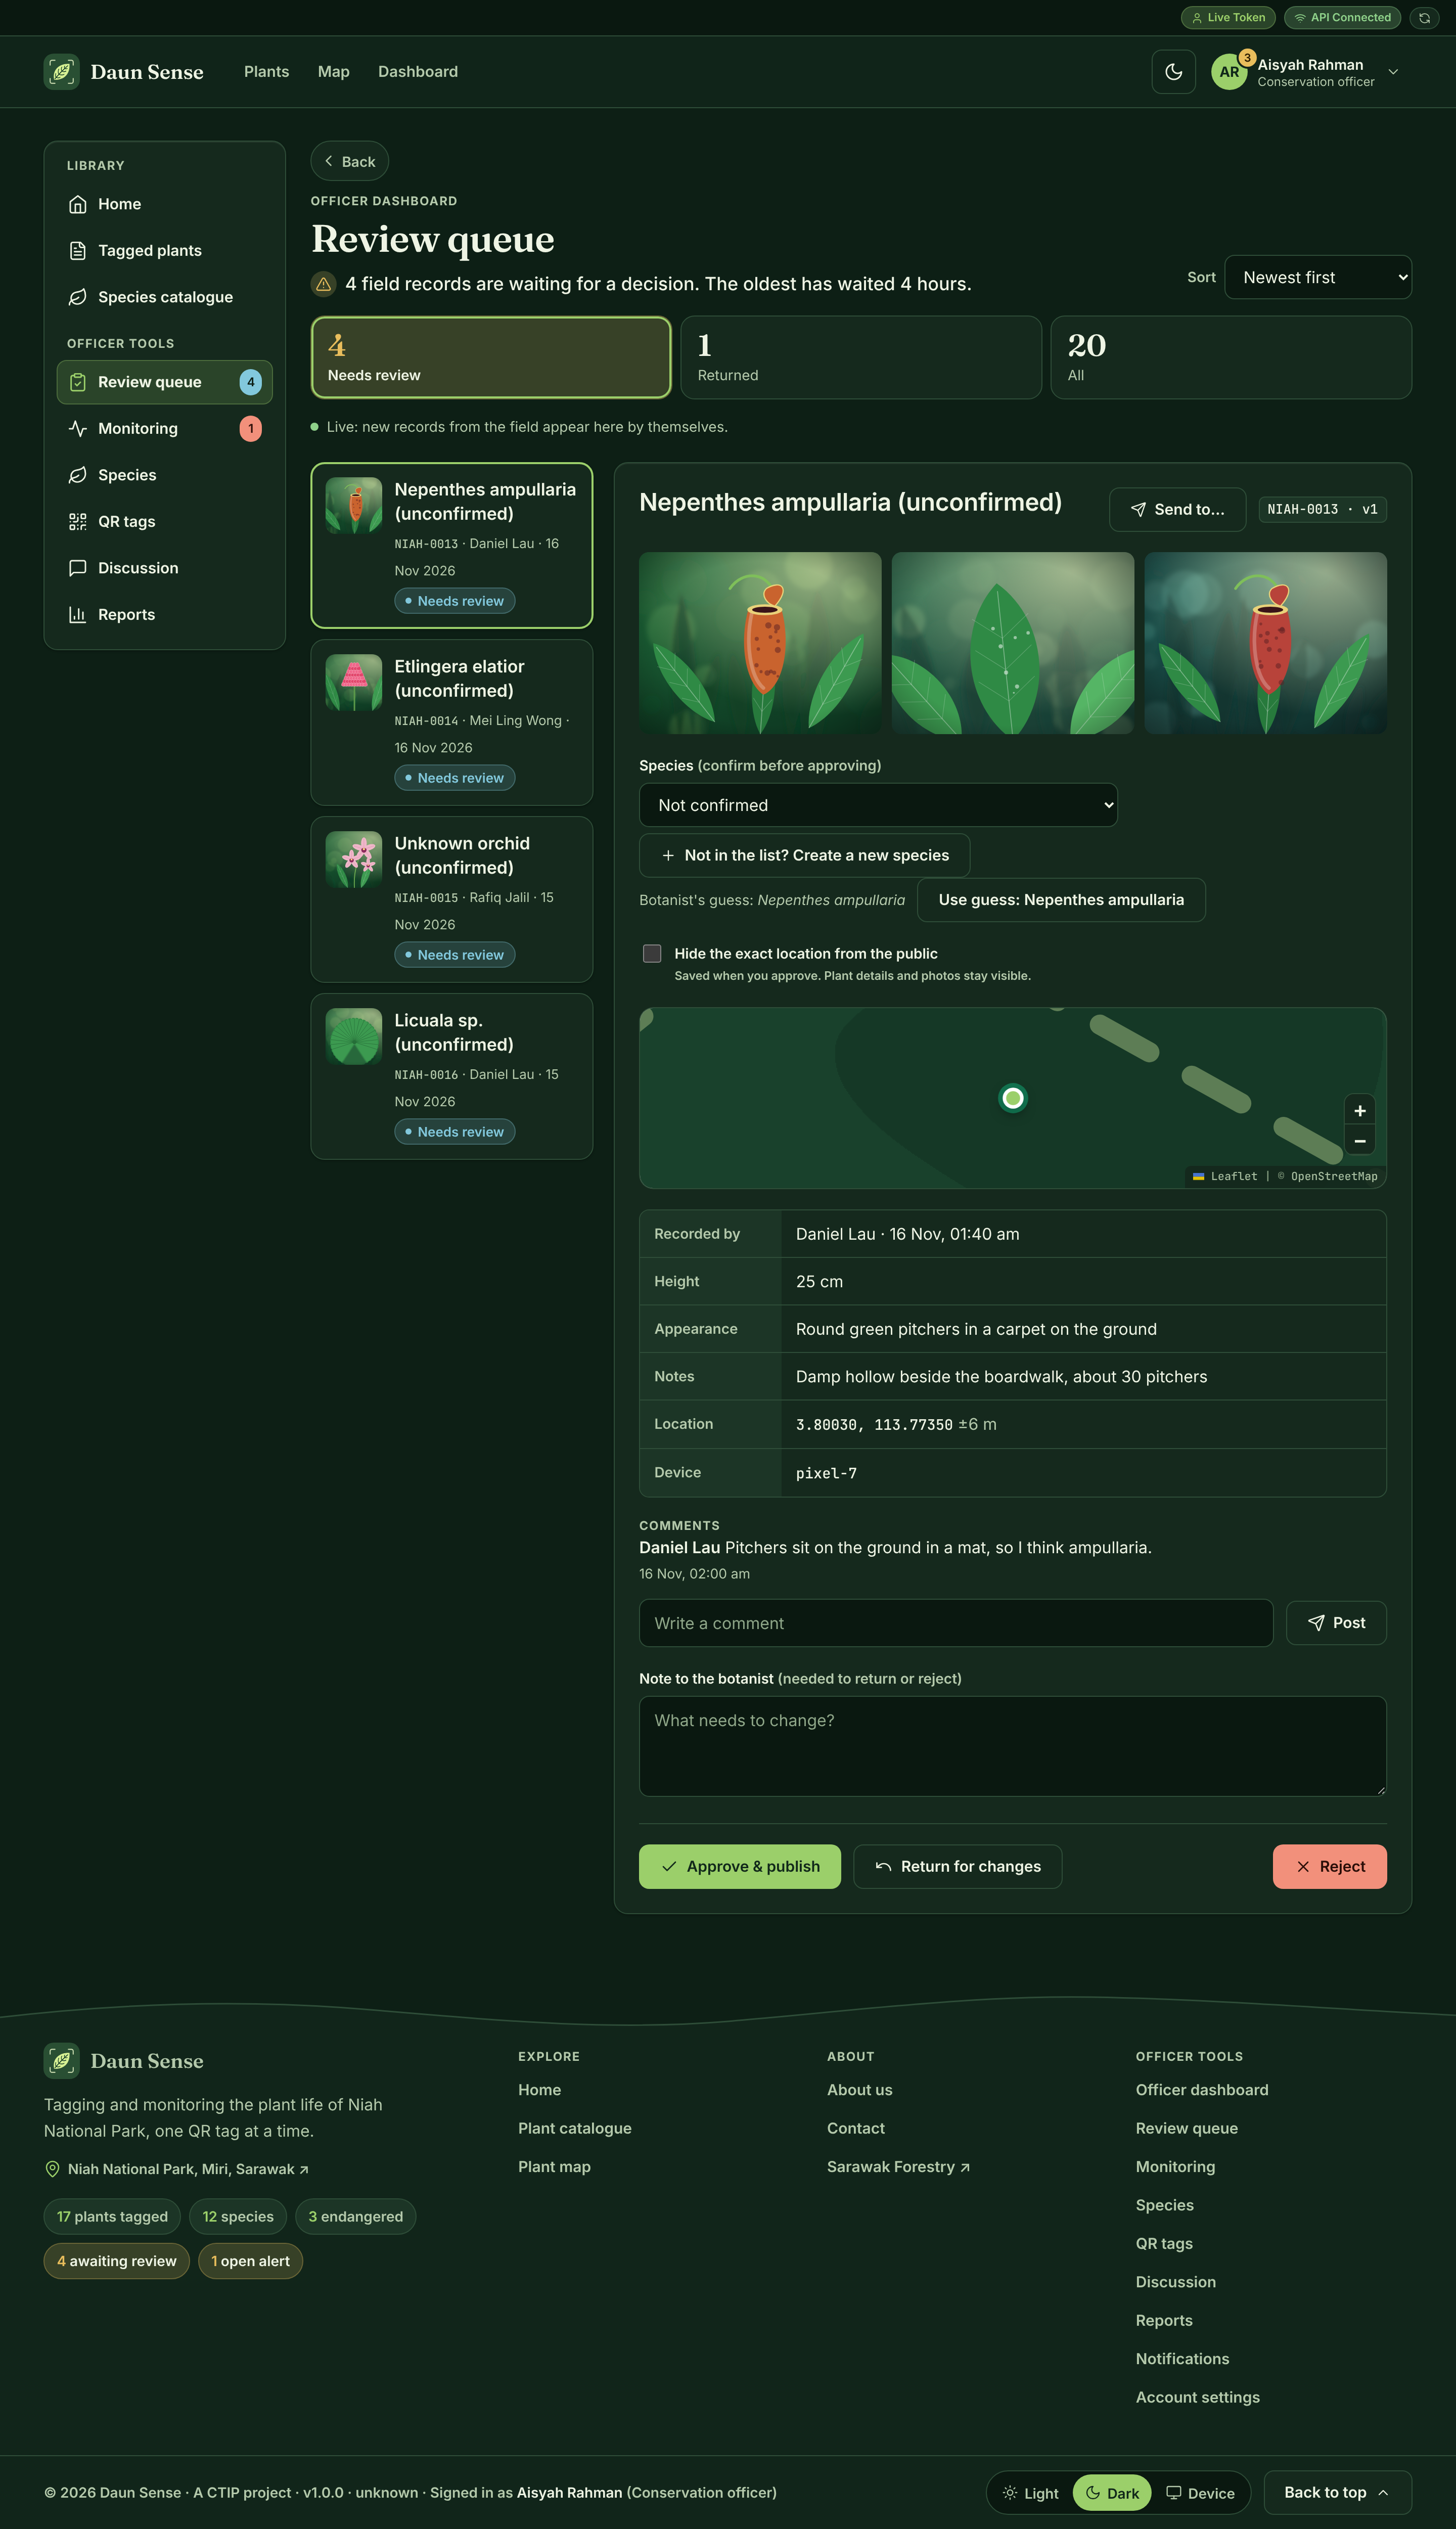 Live Token
API Connected
Daun Sense
Plants
Map
Dashboard
AR
3
Aisyah Rahman
Conservation officer
LIBRARY
Home
Tagged plants
Species catalogue
OFFICER TOOLS
Review queue
4
Monitoring
1
Species
QR tags
Discussion
Reports
Back
OFFICER DASHBOARD
Review queue
4 field records are waiting for a decision. The oldest has waited 4 hours.
Sort
Newest first
4
Needs review
1
Returned
20
All
Live: new records from the field appear here by themselves.
Nepenthes ampullaria
(unconfirmed)
NIAH-0013 · Daniel Lau · 16
Nov 2026
Needs review
Etlingera elatior
(unconfirmed)
NIAH-0014 · Mei Ling Wong ·
16 Nov 2026
Needs review
Unknown orchid
(unconfirmed)
NIAH-0015 · Rafiq Jalil · 15
Nov 2026
Needs review
Licuala sp.
(unconfirmed)
NIAH-0016 · Daniel Lau · 15
Nov 2026
Needs review
Nepenthes ampullaria (unconfirmed)
Send to...
NIAH-0013 · v1
Species (confirm before approving)
Not confirmed
Not in the list? Create a new species
Botanist's guess: Nepenthes ampullaria
Use guess: Nepenthes ampullaria
Hide the exact location from the public
Saved when you approve. Plant details and photos stay visible.
+
−
Leaflet | © OpenStreetMap
Recorded by
Daniel Lau · 16 Nov, 01:40 am
Height
25 cm
Appearance
Round green pitchers in a carpet on the ground
Notes
Damp hollow beside the boardwalk, about 30 pitchers
Location
3.80030, 113.77350 ±6 m
Device
pixel-7
COMMENTS
Daniel Lau Pitchers sit on the ground in a mat, so I think ampullaria.
16 Nov, 02:00 am
Write a comment
Post
Note to the botanist (needed to return or reject)
What needs to change?
Approve & publish
Return for changes
Reject
Daun Sense
Tagging and monitoring the plant life of Niah
National Park, one QR tag at a time.
Niah National Park, Miri, Sarawak ↗
17 plants tagged
12 species
3 endangered
4 awaiting review
1 open alert
EXPLORE
Home
Plant catalogue
Plant map
ABOUT
About us
Contact
Sarawak Forestry ↗
OFFICER TOOLS
Officer dashboard
Review queue
Monitoring
Species
QR tags
Discussion
Reports
Notifications
Account settings
© 2026 Daun Sense · A CTIP project · v1.0.0 · unknown · Signed in as Aisyah Rahman (Conservation officer)
Light
Dark
Device
Back to top